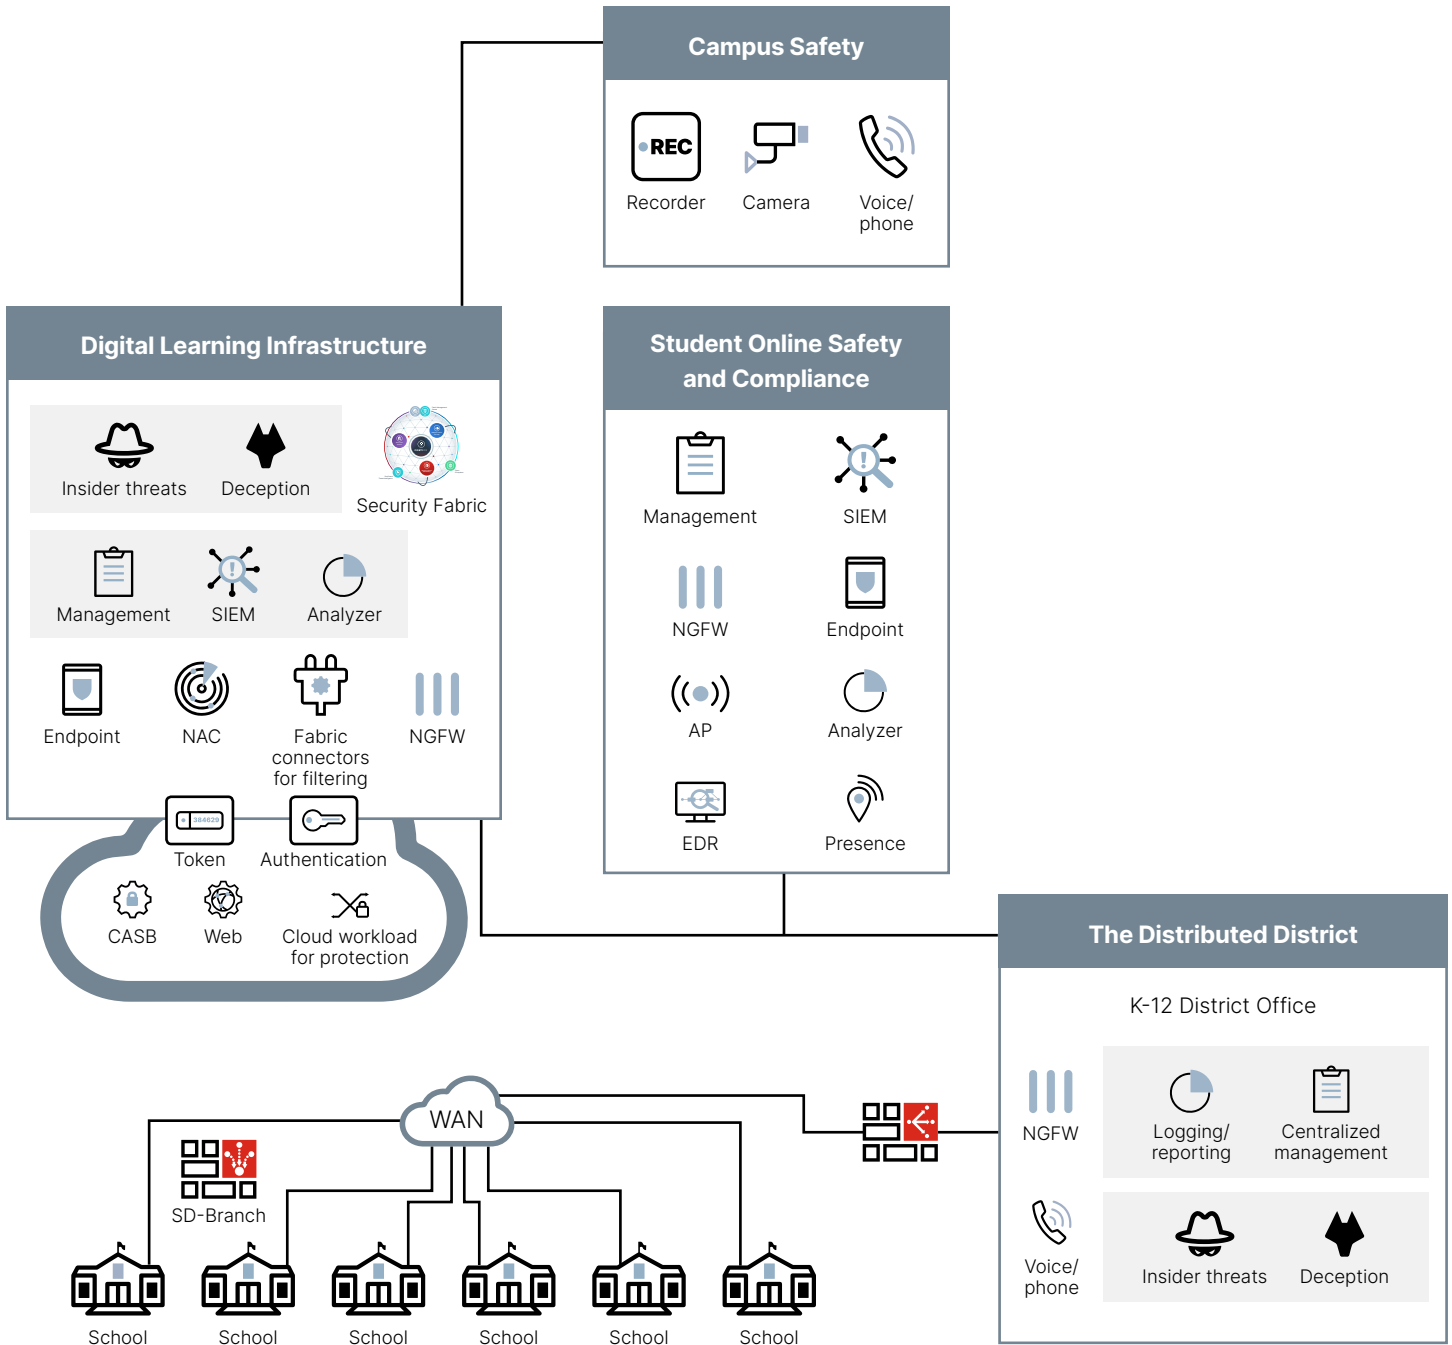 Campus Safety
REC
Recorder
Camera
Voice/
phone
Digital Learning Infrastructure
Insider threats
Deception
Security Fabric
Management
SIEM
Analyzer
Endpoint
NAC
Fabric
connectors
for filtering
NGFW
384629
Token
Authentication
CASB
Web
Cloud workload
for protection
Student Online Safety
and Compliance
Management
SIEM
NGFW
Endpoint
AP
Analyzer
EDR
Presence
The Distributed District
K-12 District Office
NGFW
Logging/
reporting
Centralized
management
Voice/
phone
Insider threats
Deception
WAN
SD-Branch
School
School
School
School
School
School